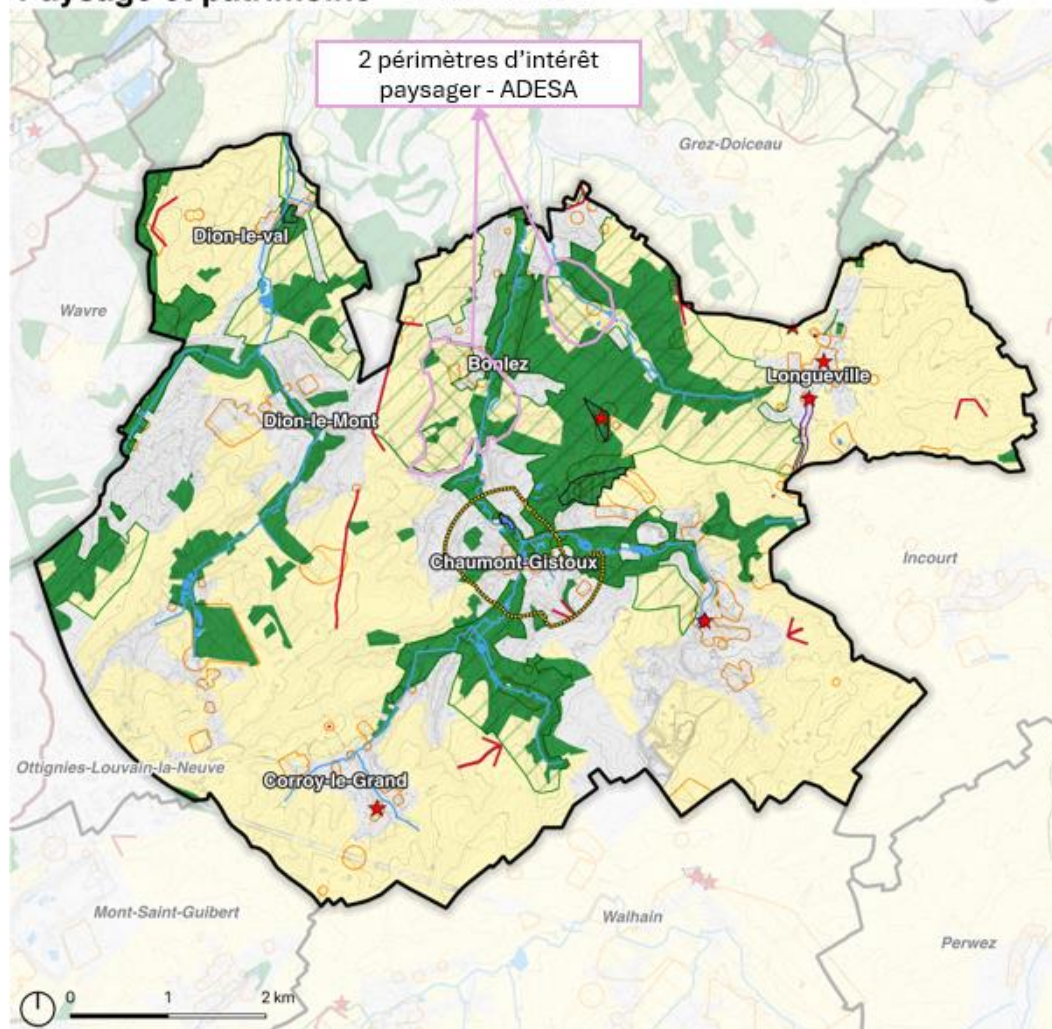 Paysage et patrimoine
2 périmètres d'intérêt
paysager - ADESA
Grez-Doiceau
Dion-le-val
Wavre
Bonlez
Longueville
Dion-le-Mont
Chaumont-Gistoux
Incourt
Ottignies-Louvain-la-Neuve
Corroy-le-Grand
Mont-Saint-Guibert
Walhain
Perwez
0 1 2 km